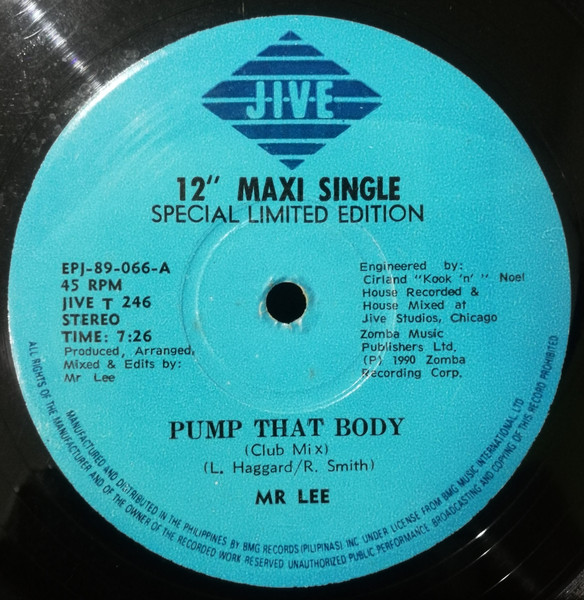 J·I·V·E
12" MAXI SINGLE
SPECIAL LIMITED EDITION
EPJ-89-066-A
45 RPM
JIVE T 246
STEREO
TIME: 7:26
Produced, Arranged,
Mixed & Edits by:
Mr Lee
Engineered by:
Cirland "Kook 'n' " Noel
House Recorded &
House Mixed at
Jive Studios, Chicago
Zomba Music
Publishers Ltd.
(P) 1990 Zomba
Recording Corp.
PUMP THAT BODY
(Club Mix)
(L. Haggard/R. Smith)
MR LEE
MANUFACTURED AND DISTRIBUTED IN THE PHILIPPINES BY BMG RECORDS (PILIPINAS) INC UNDER LICENSE FROM BMG MUSIC INTERNATIONAL, LTD
ALL RIGHTS OF THE MANUFACTURER AND OF THE OWNER OF THE RECORDED WORK RESERVED UNAUTHORIZED PUBLIC PERFORMANCE, BROADCASTING AND COPYING OF THIS RECORD PROHIBITED